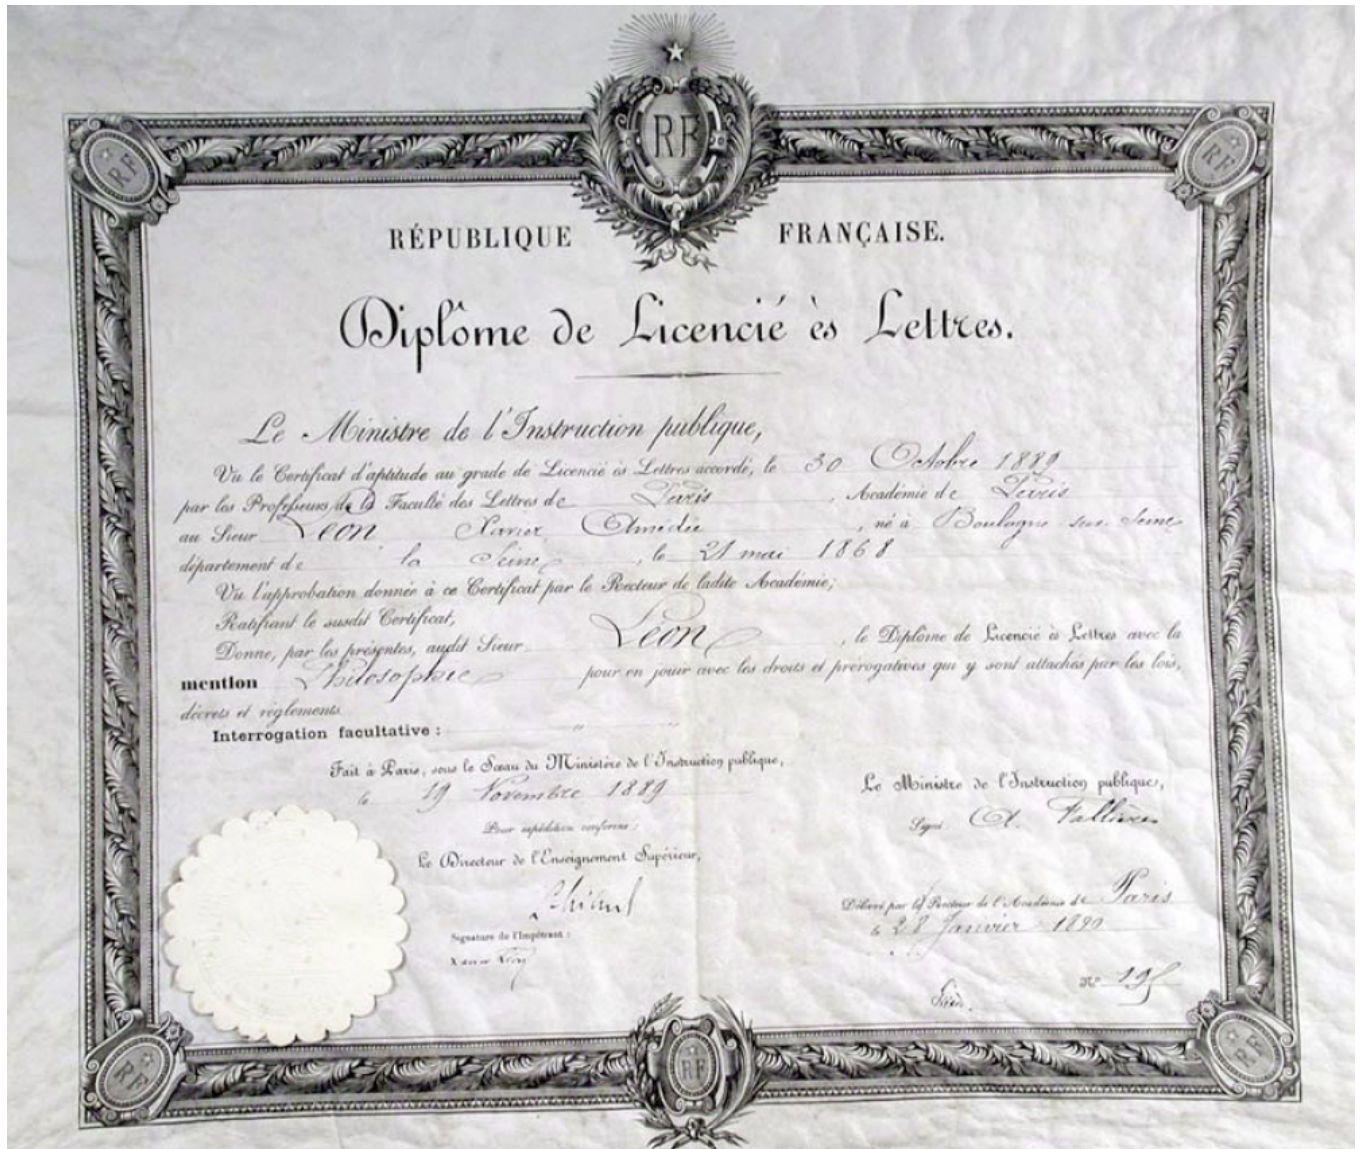 RF
RF
RF
RÉPUBLIQUE FRANÇAISE.
Diplôme de Licencié ès Lettres.
Le Ministre de l'Instruction publique,
Vu le Certificat d'aptitude au grade de Licencié ès Lettres accordé, le 30 Octobre 1889
par les Professeurs de la Faculté des Lettres de Paris, Académie de Paris
au Sieur Léon Xavier Amédée, né à Boulogne sur Seine
département de la Seine, le 21 mai 1868
Vu l'approbation donnée à ce Certificat par le Recteur de ladite Académie;
Ratifiant le susdit Certificat,
Donne, par les présentes, audit Sieur Léon, le Diplôme de Licencié ès Lettres avec la
mention Philosophie pour en jouir avec les droits et prérogatives qui y sont attachés par les lois,
décrets et règlements.
Interrogation facultative : "    "
Fait à Paris, sous le Sceau du Ministère de l'Instruction publique,
le 19 Novembre 1889
Le Ministre de l'Instruction publique,
Signé A. Fallières
Pour expédition conforme :
Le Directeur de l'Enseignement Supérieur,
Délivré par le Recteur de l'Académie de Paris
le 28 Janvier 1890
Signature de l'Impétrant :
Xavier Léon
No
RF
RF
RF